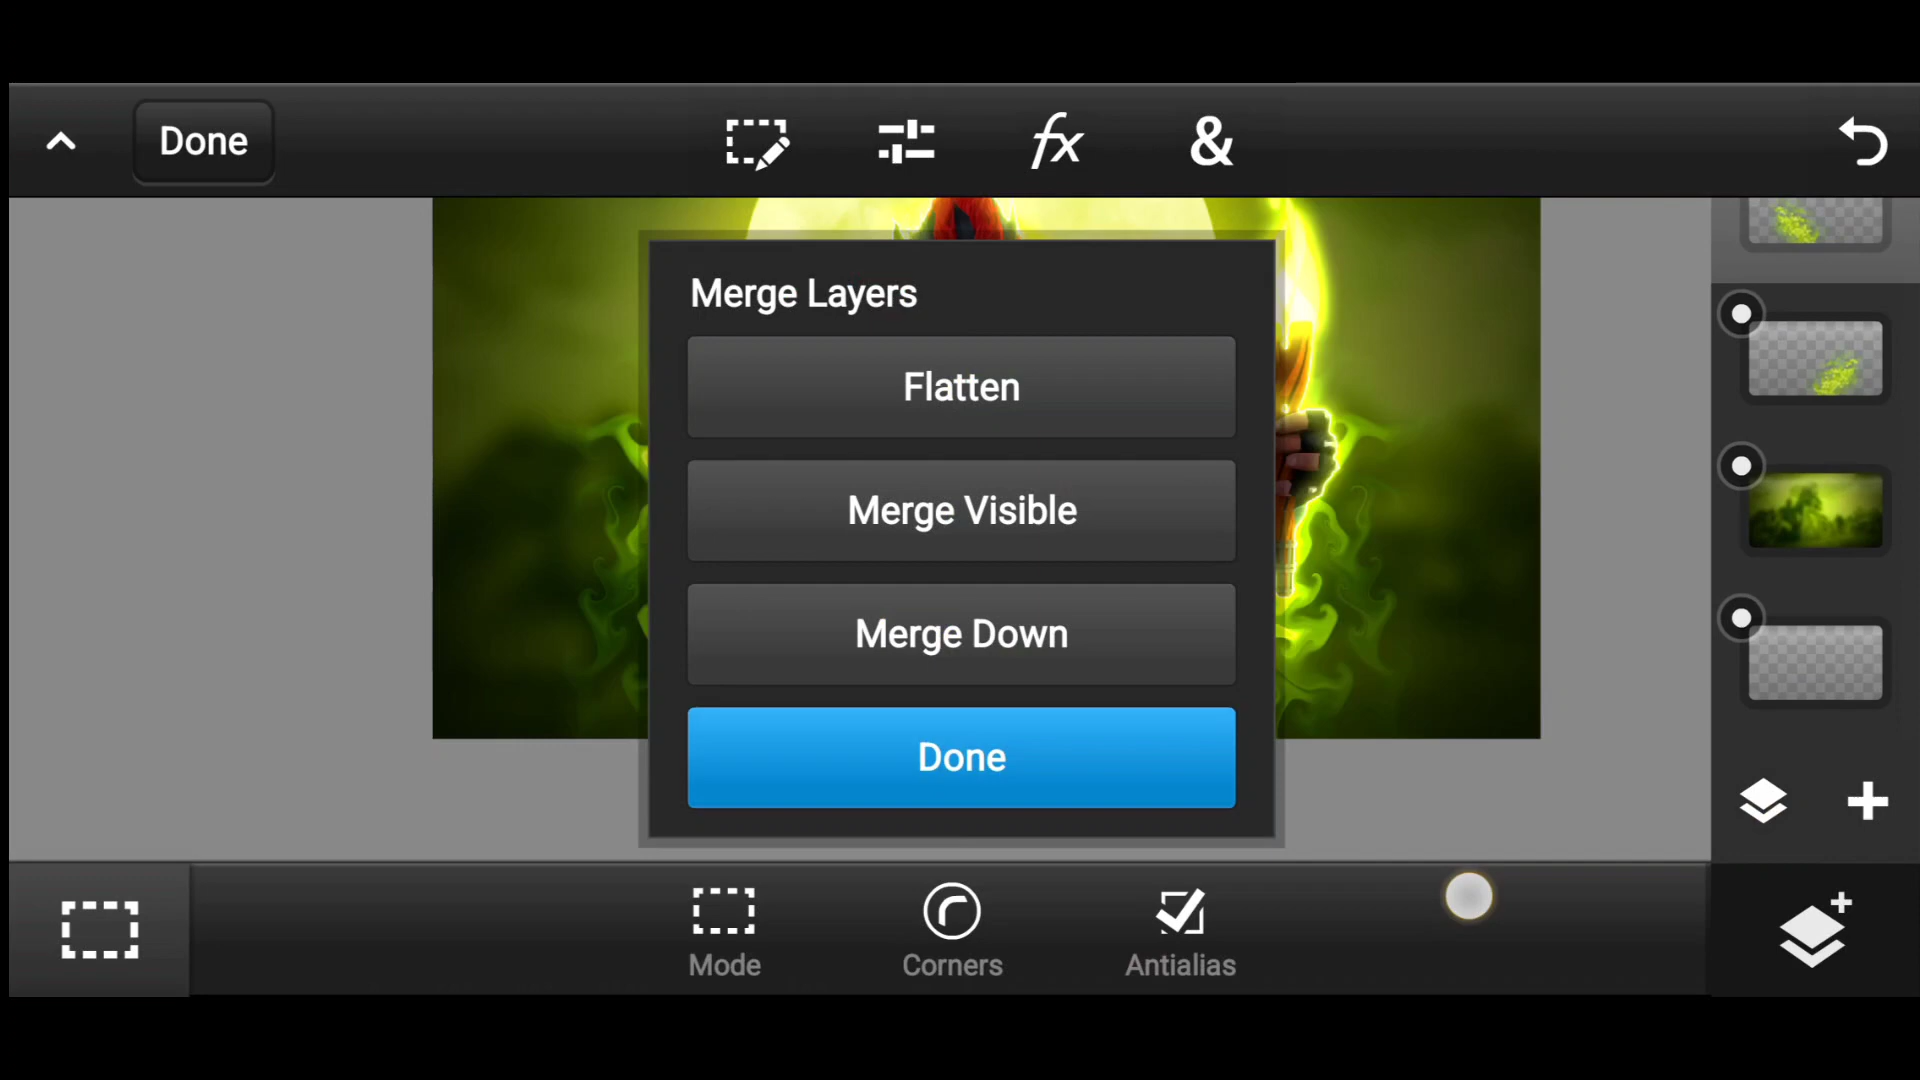 Done
fx
&
Merge Layers
Flatten
Merge Visible
Merge Down
Done
Mode
Corners
Antialias